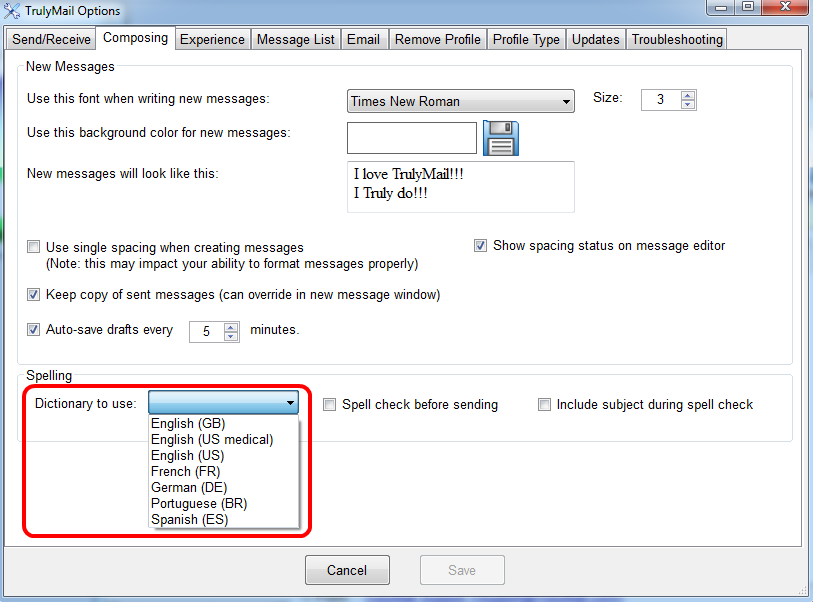 TrulyMail Options
Send/Receive Composing Experience Message List Email Remove Profile Profile Type Updates Troubleshooting
New Messages
Use this font when writing new messages: Times New Roman Size: 3
Use this background color for new messages:
New messages will look like this: I love TrulyMail!!!
I Truly do!!!
Use single spacing when creating messages Show spacing status on message editor
(Note: this may impact your ability to format messages properly)
Keep copy of sent messages (can override in new message window)
Auto-save drafts every 5 minutes.
Spelling
Dictionary to use: Spell check before sending Include subject during spell check
English (GB)
English (US medical)
English (US)
French (FR)
German (DE)
Portuguese (BR)
Spanish (ES)
Cancel Save